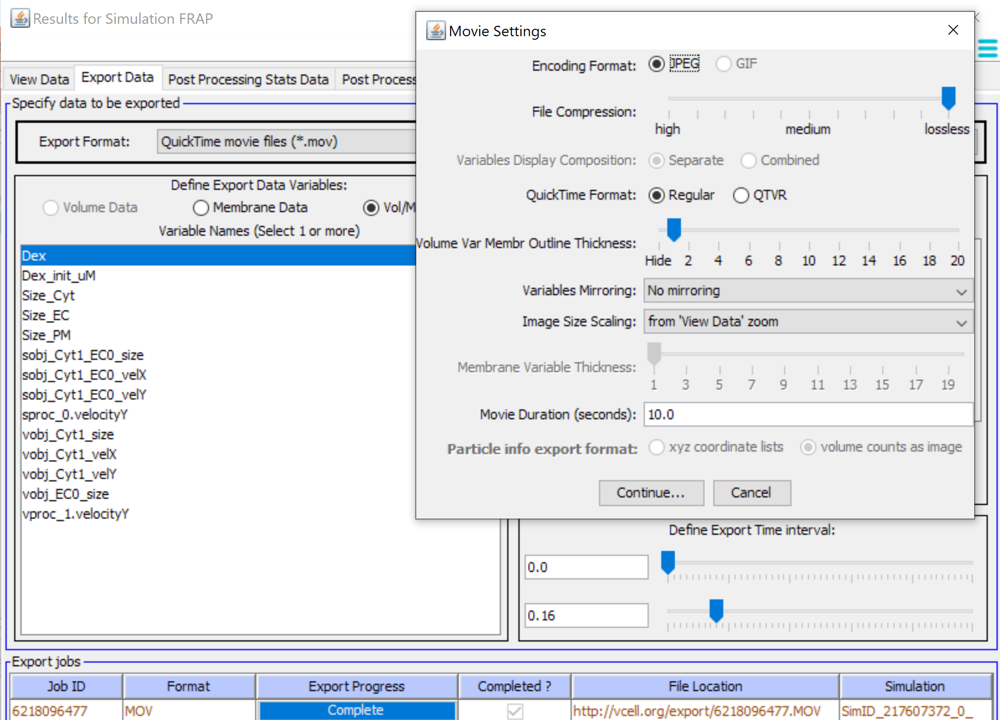 Results for Simulation FRAP
View Data
Export Data
Post Processing Stats Data
Post Process
Specify data to be exported
Export Format:
QuickTime movie files (*.mov)
Define Export Data Variables:
Volume Data
Membrane Data
Vol/M
Variable Names (Select 1 or more)
Dex
Dex_init_uM
Size_Cyt
Size_EC
Size_PM
sobj_Cyt1_EC0_size
sobj_Cyt1_EC0_velX
sobj_Cyt1_EC0_velY
sproc_0.velocityY
vobj_Cyt1_size
vobj_Cyt1_velX
vobj_Cyt1_velY
vobj_EC0_size
vproc_1.velocityY
Movie Settings
Encoding Format:
JPEG
GIF
File Compression:
high medium lossless
Variables Display Composition:
Separate
Combined
QuickTime Format:
Regular
QTVR
Volume Var Membr Outline Thickness:
Hide 2 4 6 8 10 12 14 16 18 20
Variables Mirroring:
No mirroring
Image Size Scaling:
from 'View Data' zoom
Membrane Variable Thickness:
1 3 5 7 9 11 13 15 17 19
Movie Duration (seconds):
10.0
Particle info export format:
xyz coordinate lists
volume counts as image
Continue...
Cancel
Define Export Time interval:
0.0
0.16
Export jobs
Job ID Format Export Progress Completed ? File Location Simulation
6218096477 MOV Complete http://vcell.org/export/6218096477.MOV SimID_217607372_0_